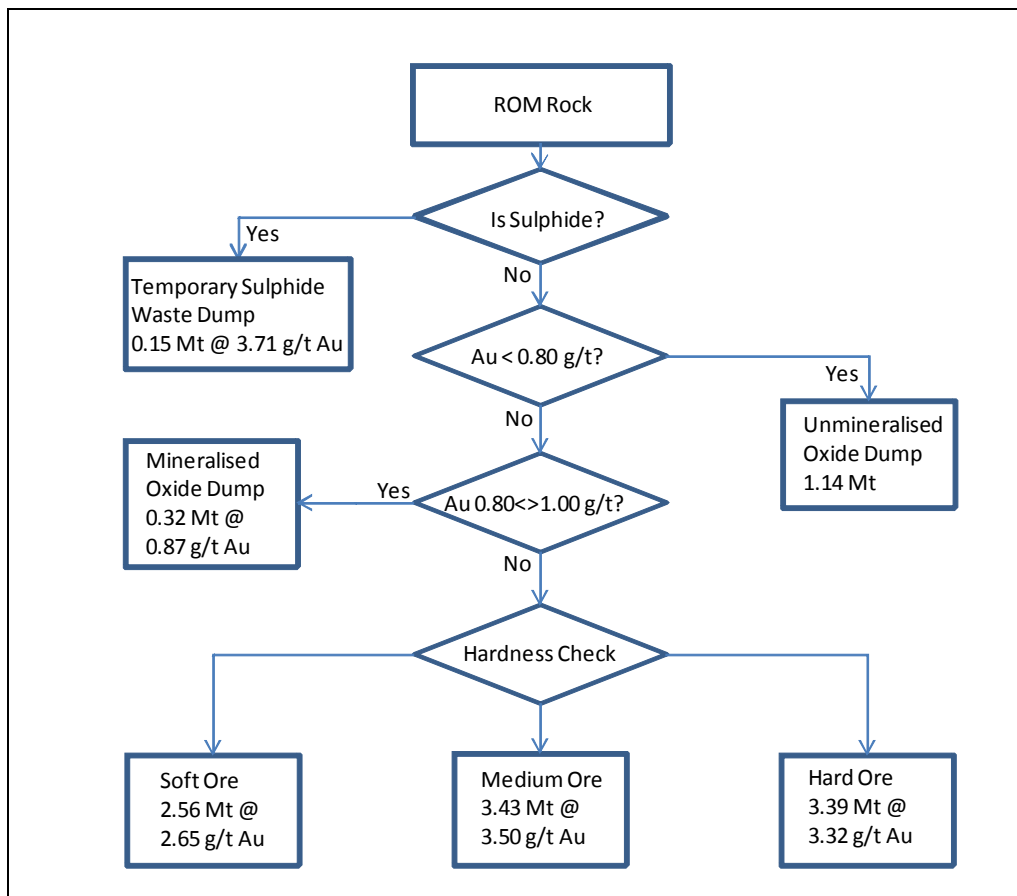 ROM Rock
Is Sulphide?
Yes
No
Temporary Sulphide
Waste Dump
0.15 Mt @ 3.71 g/t Au
Au < 0.80 g/t?
Yes
No
Unmineralised
Oxide Dump
1.14 Mt
Mineralised
Oxide Dump
0.32 Mt @
0.87 g/t Au
Yes
Au 0.80<>1.00 g/t?
No
Hardness Check
Soft Ore
2.56 Mt @
2.65 g/t Au
Medium Ore
3.43 Mt @
3.50 g/t Au
Hard Ore
3.39 Mt @
3.32 g/t Au